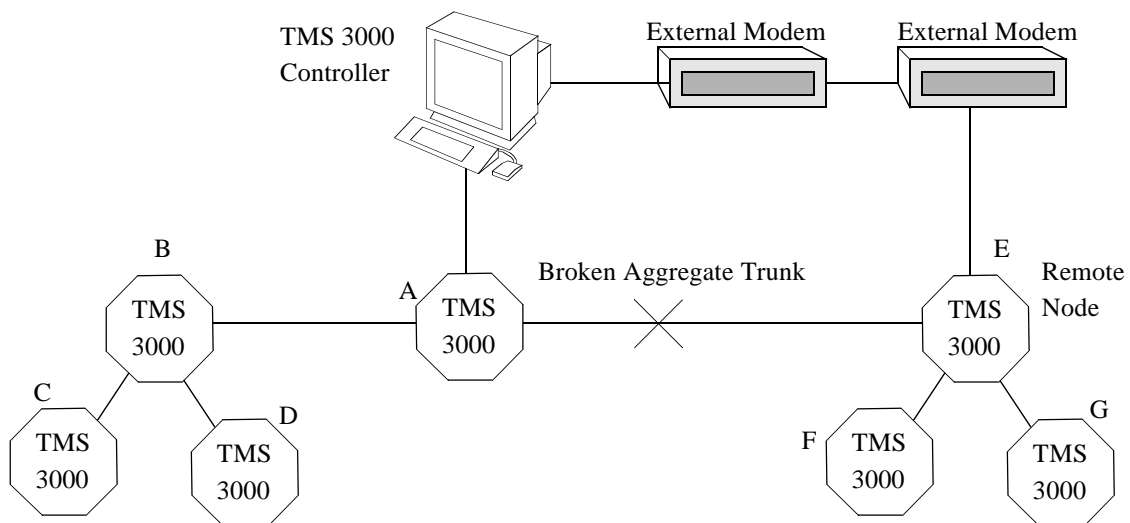 TMS 3000
Controller
External Modem
External Modem
B
A
Broken Aggregate Trunk
E
Remote
Node
TMS
3000
TMS
3000
TMS
3000
C
D
F
G
TMS
3000
TMS
3000
TMS
3000
TMS
3000